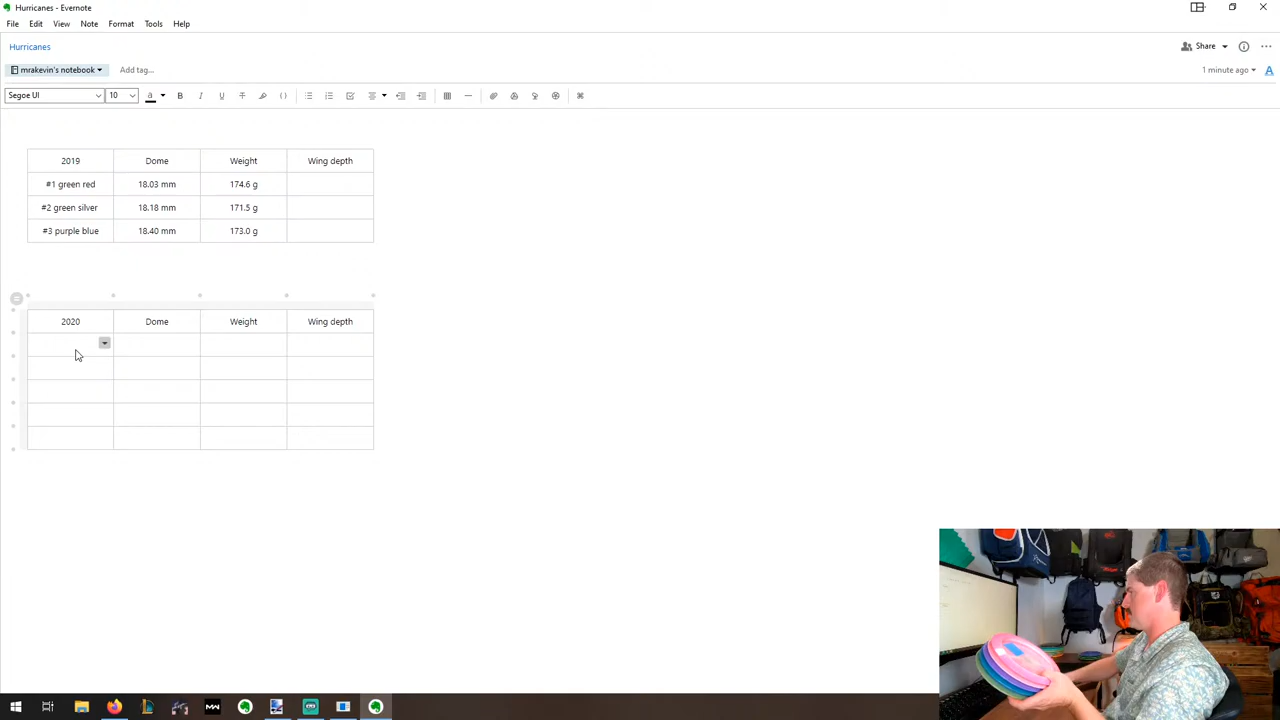 Hurricanes - Evernote
File Edit View Note Format Tools Help
Hurricanes
Share
mrakevin's notebook Add tag...
1 minute ago
Segoe UI 10 a B I U T
2019 Dome Weight Wing depth
#1 green red 18.03 mm 174.6 g
#2 green silver 18.18 mm 171.5 g
#3 purple blue 18.40 mm 173.0 g
2020 Dome Weight Wing depth